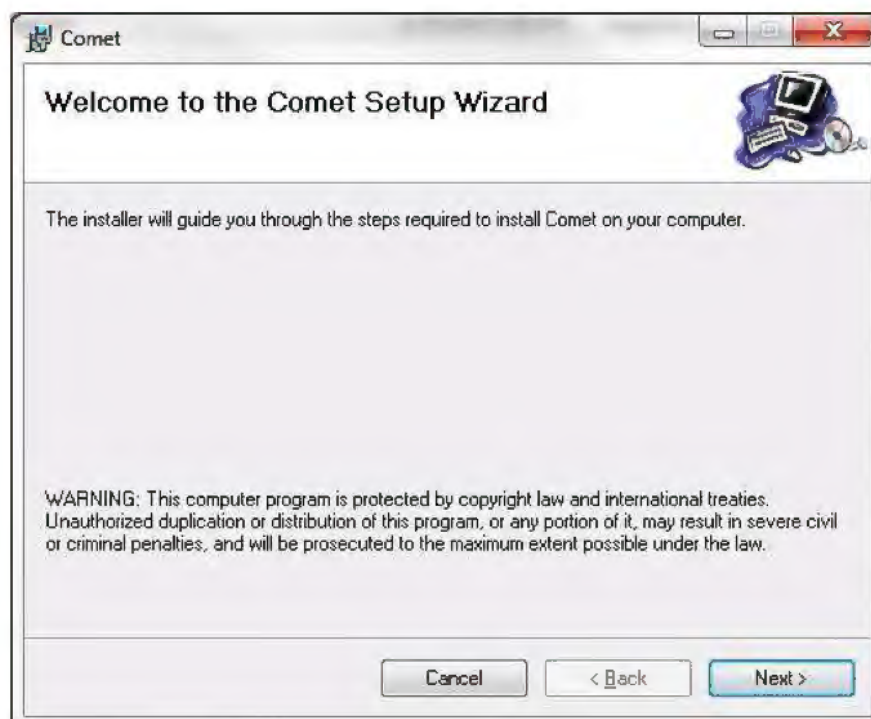 Comet
Welcome to the Comet Setup Wizard
The installer will guide you through the steps required to install Comet on your computer.
WARNING: This computer program is protected by copyright law and international treaties.
Unauthorized duplication or distribution of this program, or any portion of it, may result in severe civil
or criminal penalties, and will be prosecuted to the maximum extent possible under the law.
Cancel < Back Next >